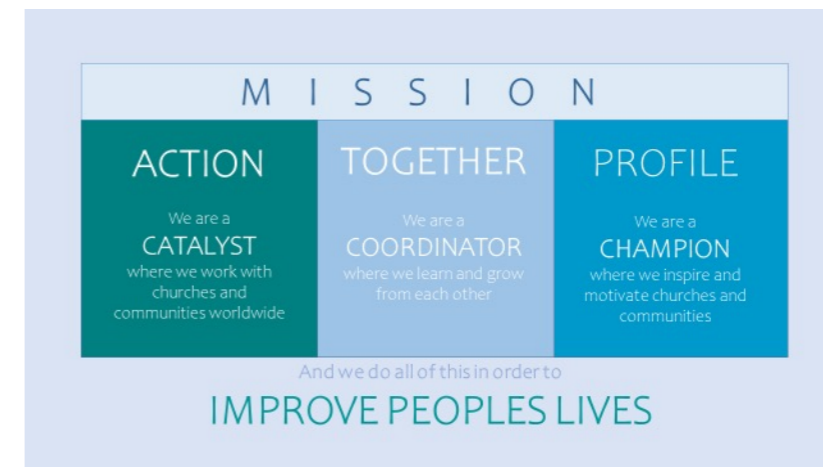 MISSION
ACTION
We are a
CATALYST
where we work with
churches and
communities worldwide
TOGETHER
We are a
COORDINATOR
where we learn and grow
from each other
PROFILE
We are a
CHAMPION
where we inspire and
motivate churches and
communities
And we do all of this in order to
IMPROVE PEOPLES LIVES